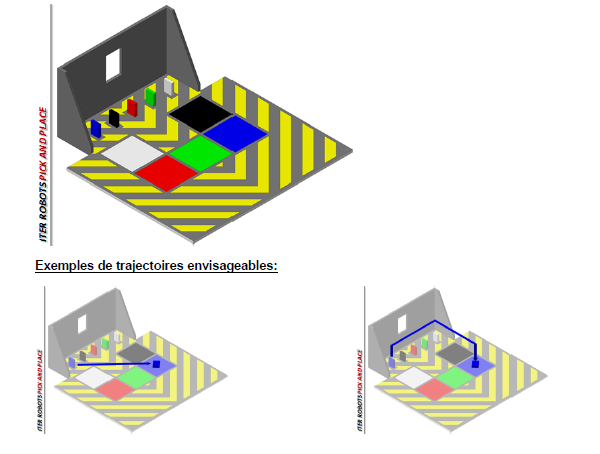 ITER ROBOTS PICK AND PLACE
Exemples de trajectoires envisageables:
ITER ROBOTS PICK AND PLACE
ITER ROBOTS PICK AND PLACE